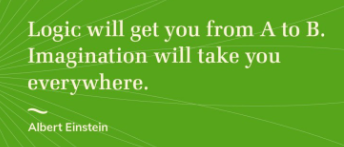 Logic will get you from A to B.
Imagination will take you
everywhere.
Albert Einstein